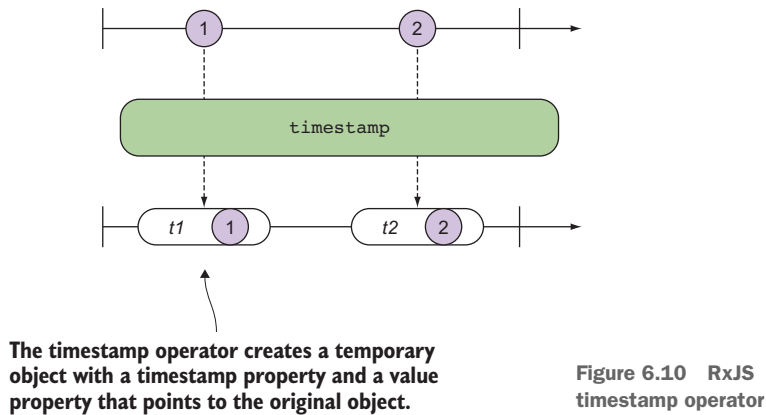 1 2
timestamp
t1 1 t2 2
The timestamp operator creates a temporary
object with a timestamp property and a value
property that points to the original object.
Figure 6.10 RxJS
timestamp operator